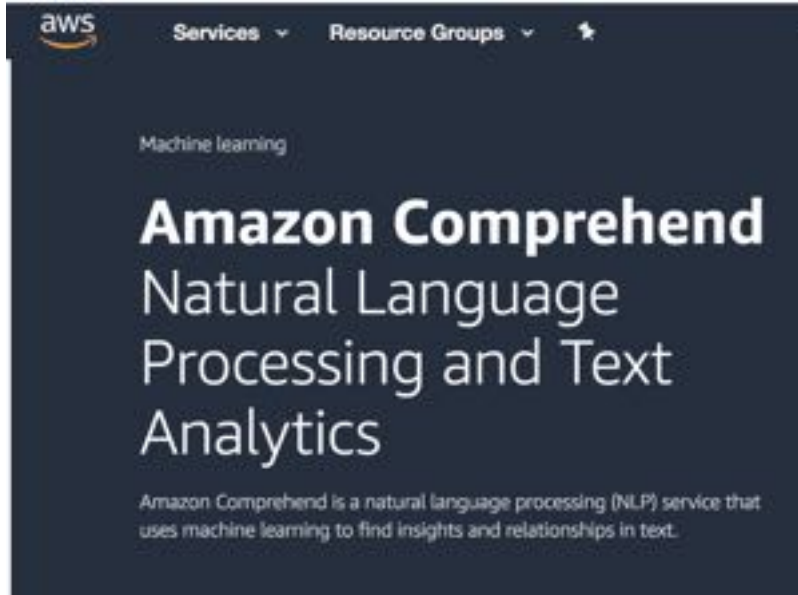 aws Services Resource Groups
Machine learning
Amazon Comprehend
Natural Language
Processing and Text
Analytics
Amazon Comprehend is a natural language processing (NLP) service that
uses machine learning to find insights and relationships in text.